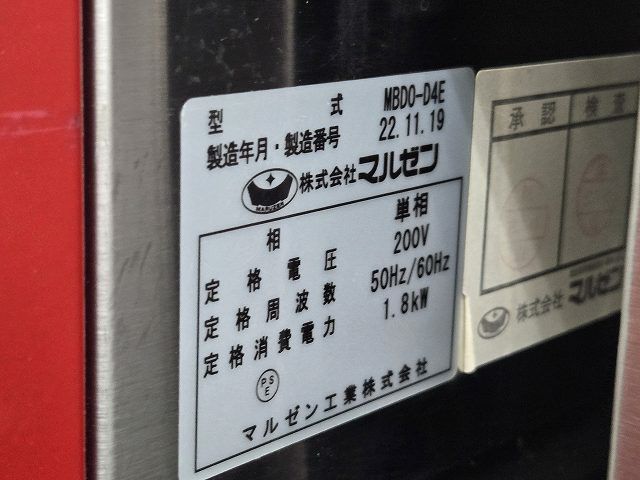 型式 MBDO-D4E
製造年月・製造番号 22.11.19
株式会社 マルゼン
相 単相
定格電圧 200V
定格周波数 50Hz/60Hz
定格消費電力 1.8kW
PSE
マルゼン工業株式会社
承認 検査
株式会社 マルゼン